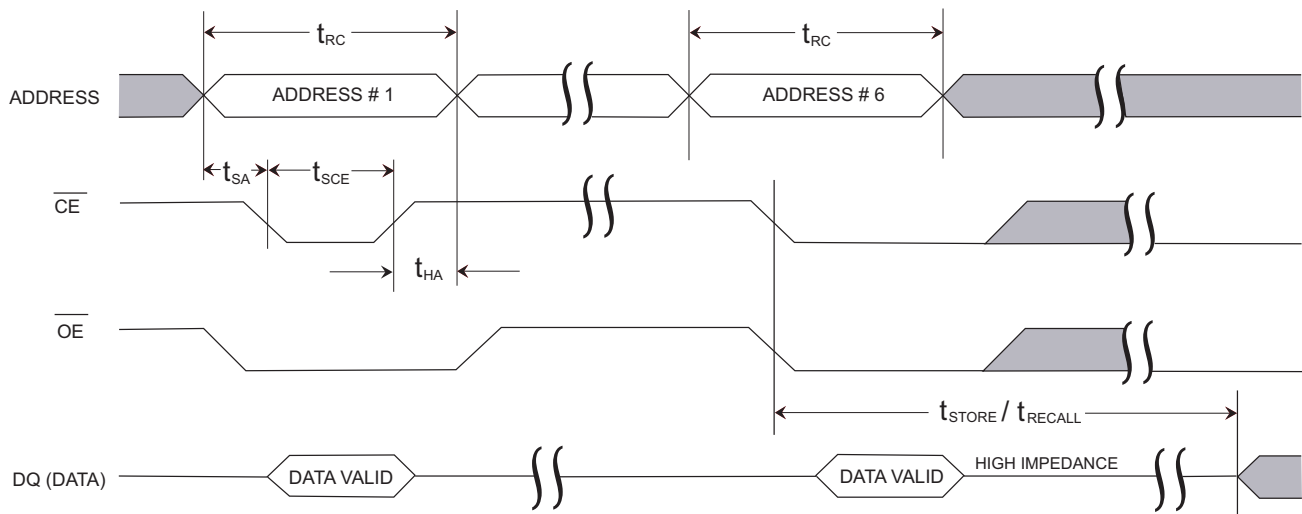 tRC tRC
ADDRESS ADDRESS # 1 ADDRESS # 6
tSA tSCE
CE
tHA
OE
tSTORE / tRECALL
DQ (DATA) DATA VALID DATA VALID HIGH IMPEDANCE